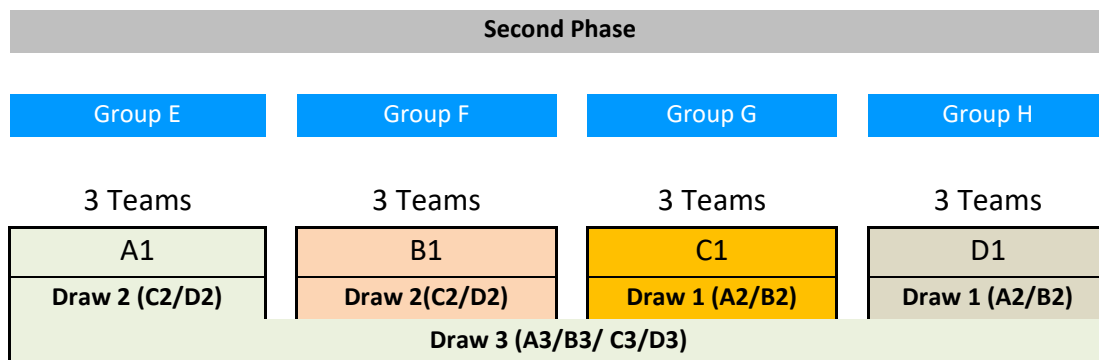 Second Phase
Group E Group F Group G Group H
3 Teams 3 Teams 3 Teams 3 Teams
A1 B1 C1 D1
Draw 2 (C2/D2) Draw 2(C2/D2) Draw 1 (A2/B2) Draw 1 (A2/B2)
Draw 3 (A3/B3/ C3/D3)